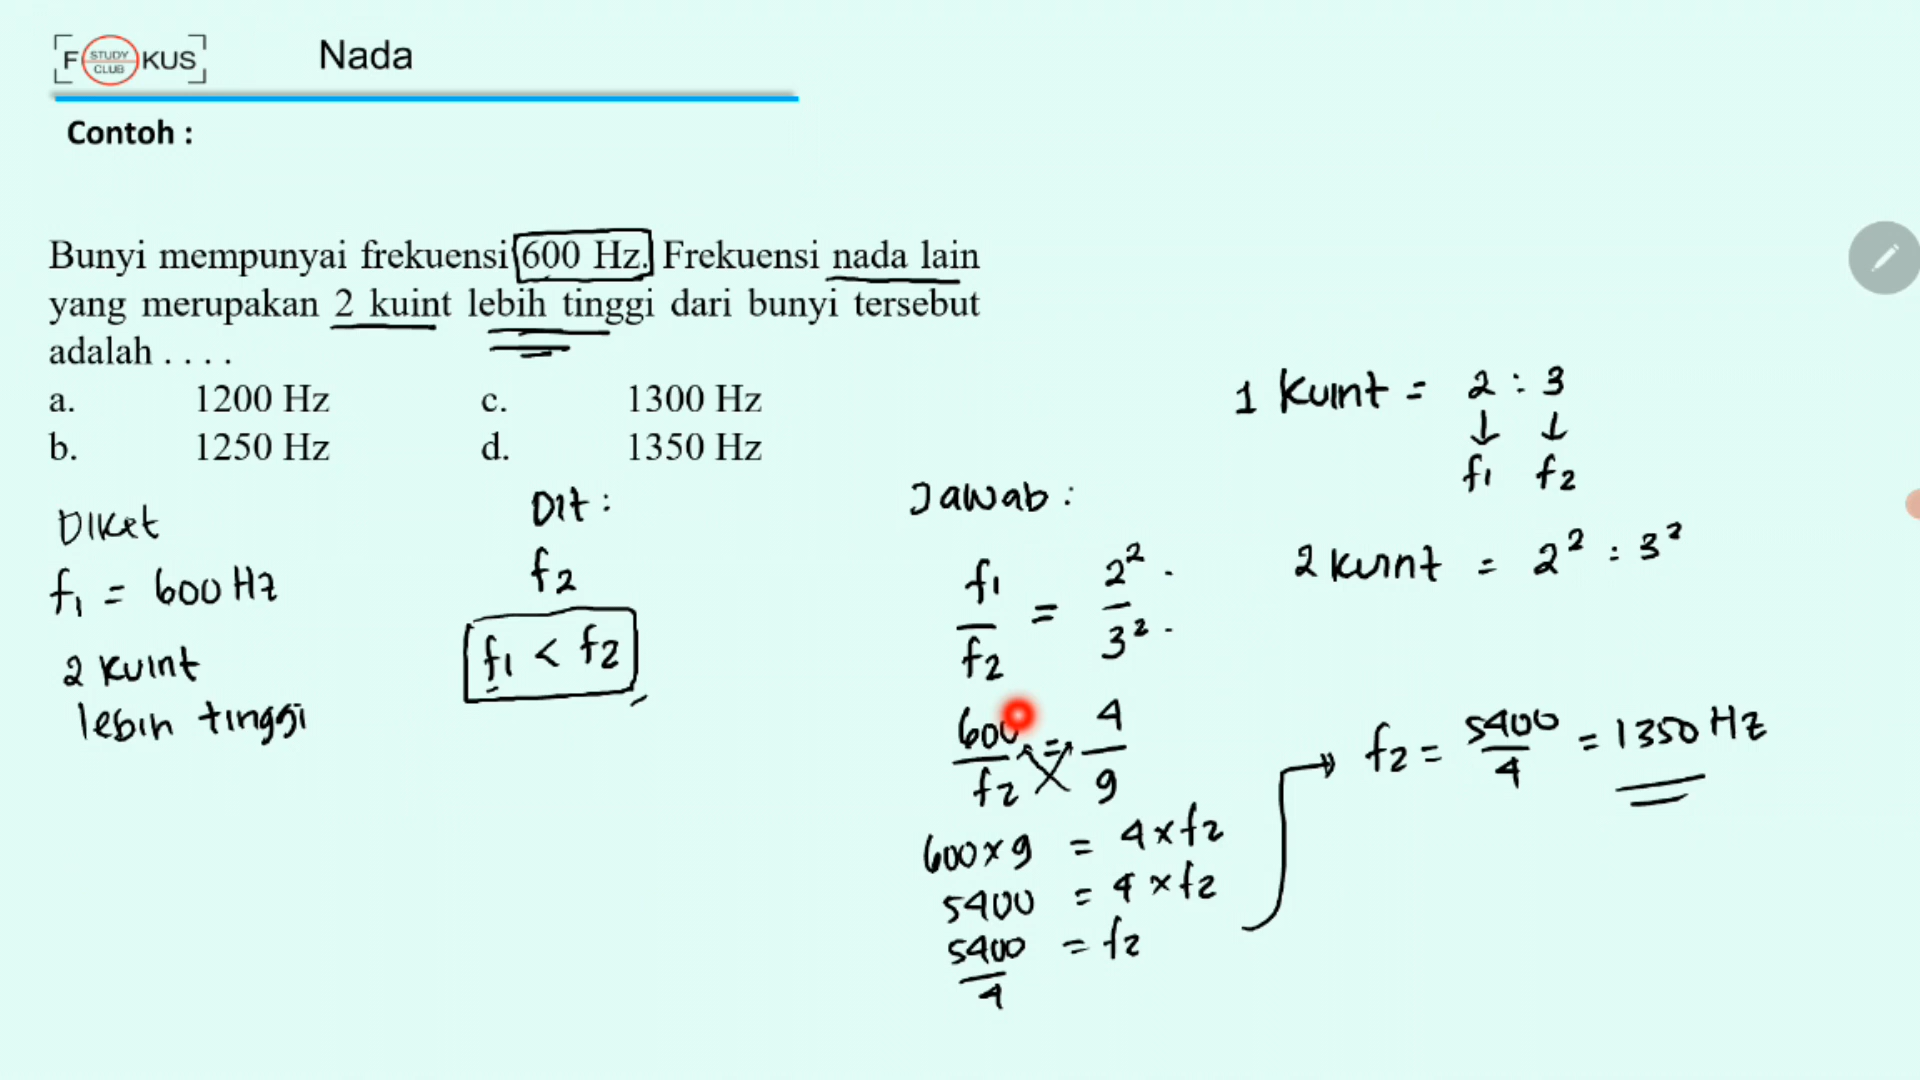 FOKUS STUDY CLUB
Nada
Contoh :
Bunyi mempunyai frekuensi 600 Hz. Frekuensi nada lain
yang merupakan 2 kuint lebih tinggi dari bunyi tersebut
adalah . . . .
a. 1200 Hz c. 1300 Hz
b. 1250 Hz d. 1350 Hz
Diket
f₁ = 600 Hz
2 kuint
lebih tinggi
Dit :
f₂
f₁ < f₂
Jawab :
f₁/f₂ = 2²/3²
600/f₂ = 4/9
600 x 9 = 4 x f₂
5400 = 4 x f₂
5400/4 = f₂
1 kuint = 2 : 3
↓ ↓
f₁ f₂
2 kuint = 2² : 3²
f₂ = 5400/4 = 1350 Hz